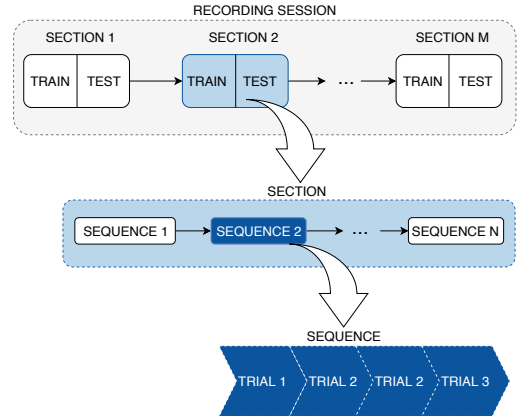 RECORDING SESSION
SECTION 1 SECTION 2 SECTION M
TRAIN TEST TRAIN TEST ... TRAIN TEST
SECTION
SEQUENCE 1 SEQUENCE 2 ... SEQUENCE N
SEQUENCE
TRIAL 1 TRIAL 2 TRIAL 2 TRIAL 3